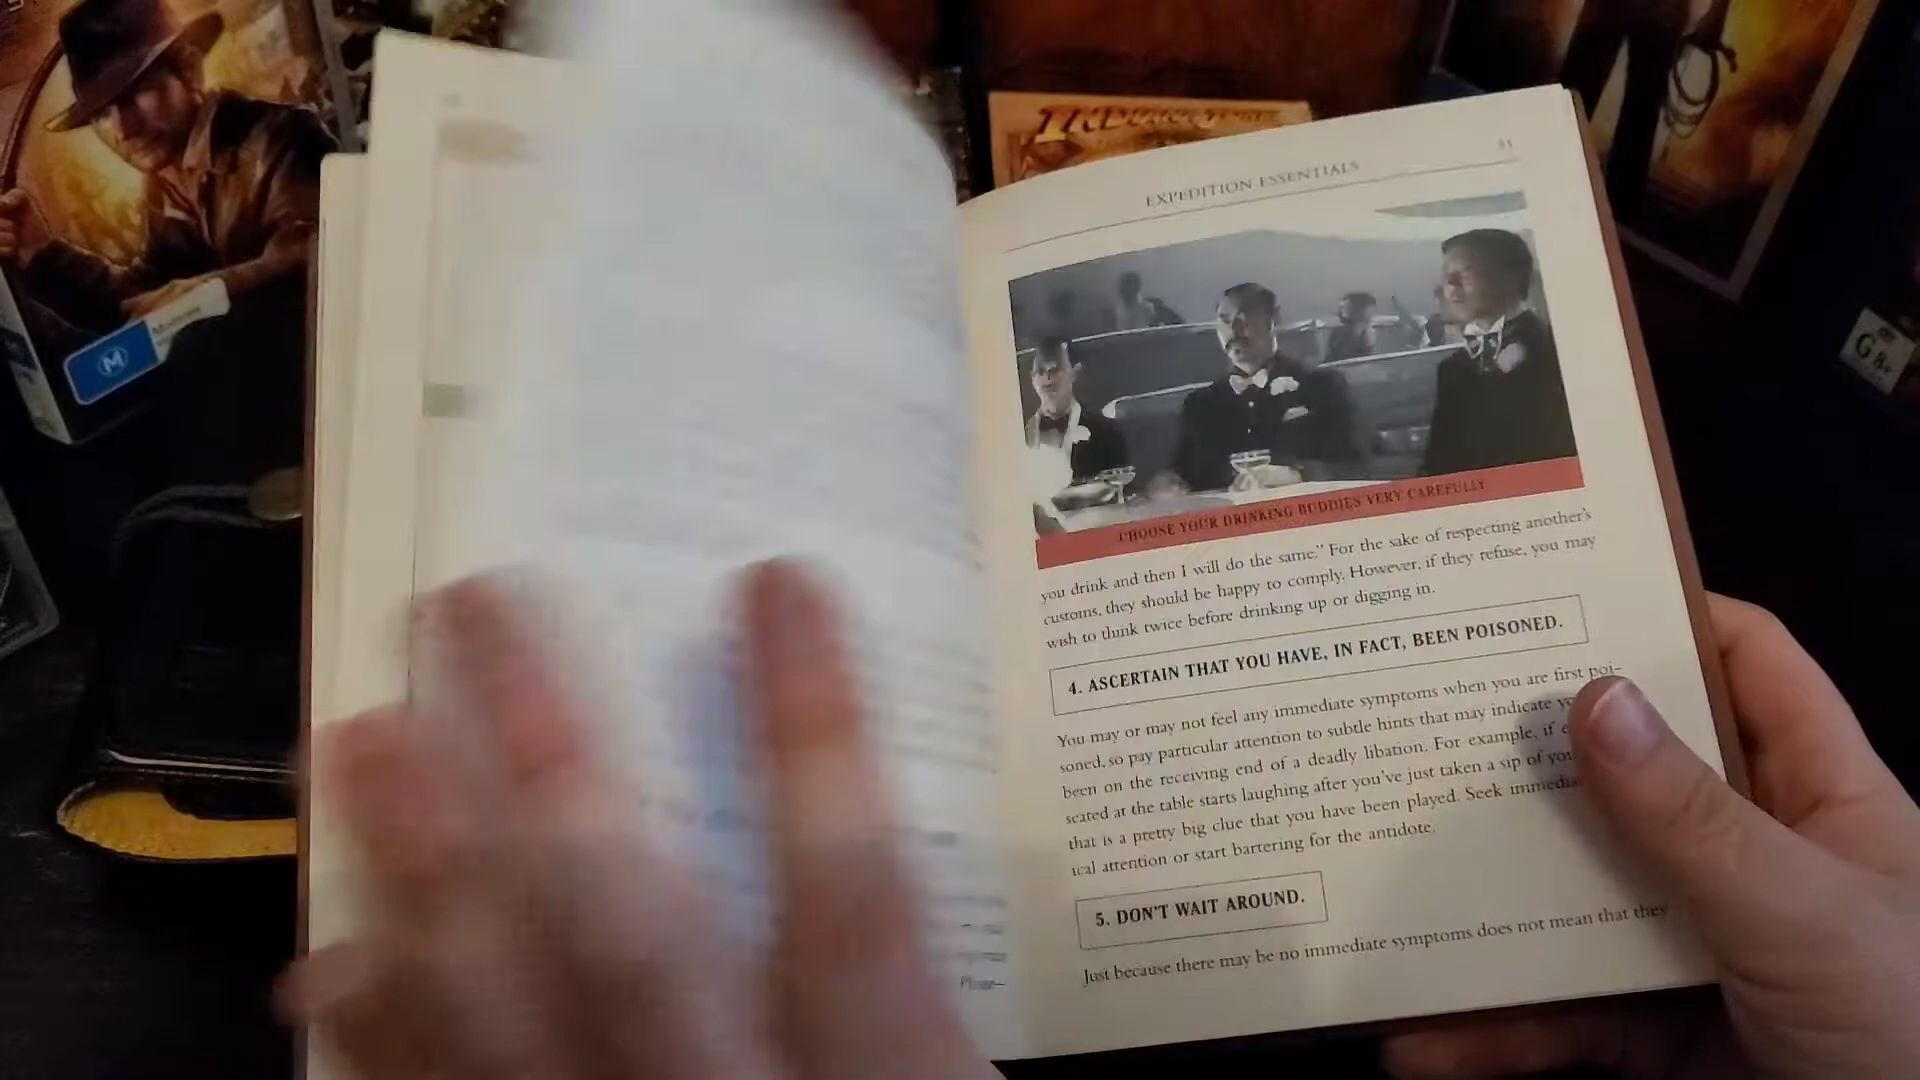 INDIANA JONES
M
Mature
G 8+
EXPEDITION ESSENTIALS
CHOOSE YOUR DRINKING BUDDIES VERY CAREFULLY
you drink and then I will do the same." For the sake of respecting another's
customs, they should be happy to comply. However, if they refuse, you may
wish to think twice before drinking up or digging in.
4. ASCERTAIN THAT YOU HAVE, IN FACT, BEEN POISONED.
You may or may not feel any immediate symptoms when you are first poi-
soned, so pay particular attention to subtle hints that may indicate
been on the receiving end of a deadly libation. For example, if
seated at the table starts laughing after you've just taken a sip of
that is a pretty big clue that you have been played. Seek
ical attention or start bartering for the antidote.
5. DON'T WAIT AROUND.
Just because there may be no immediate symptoms does not mean that they